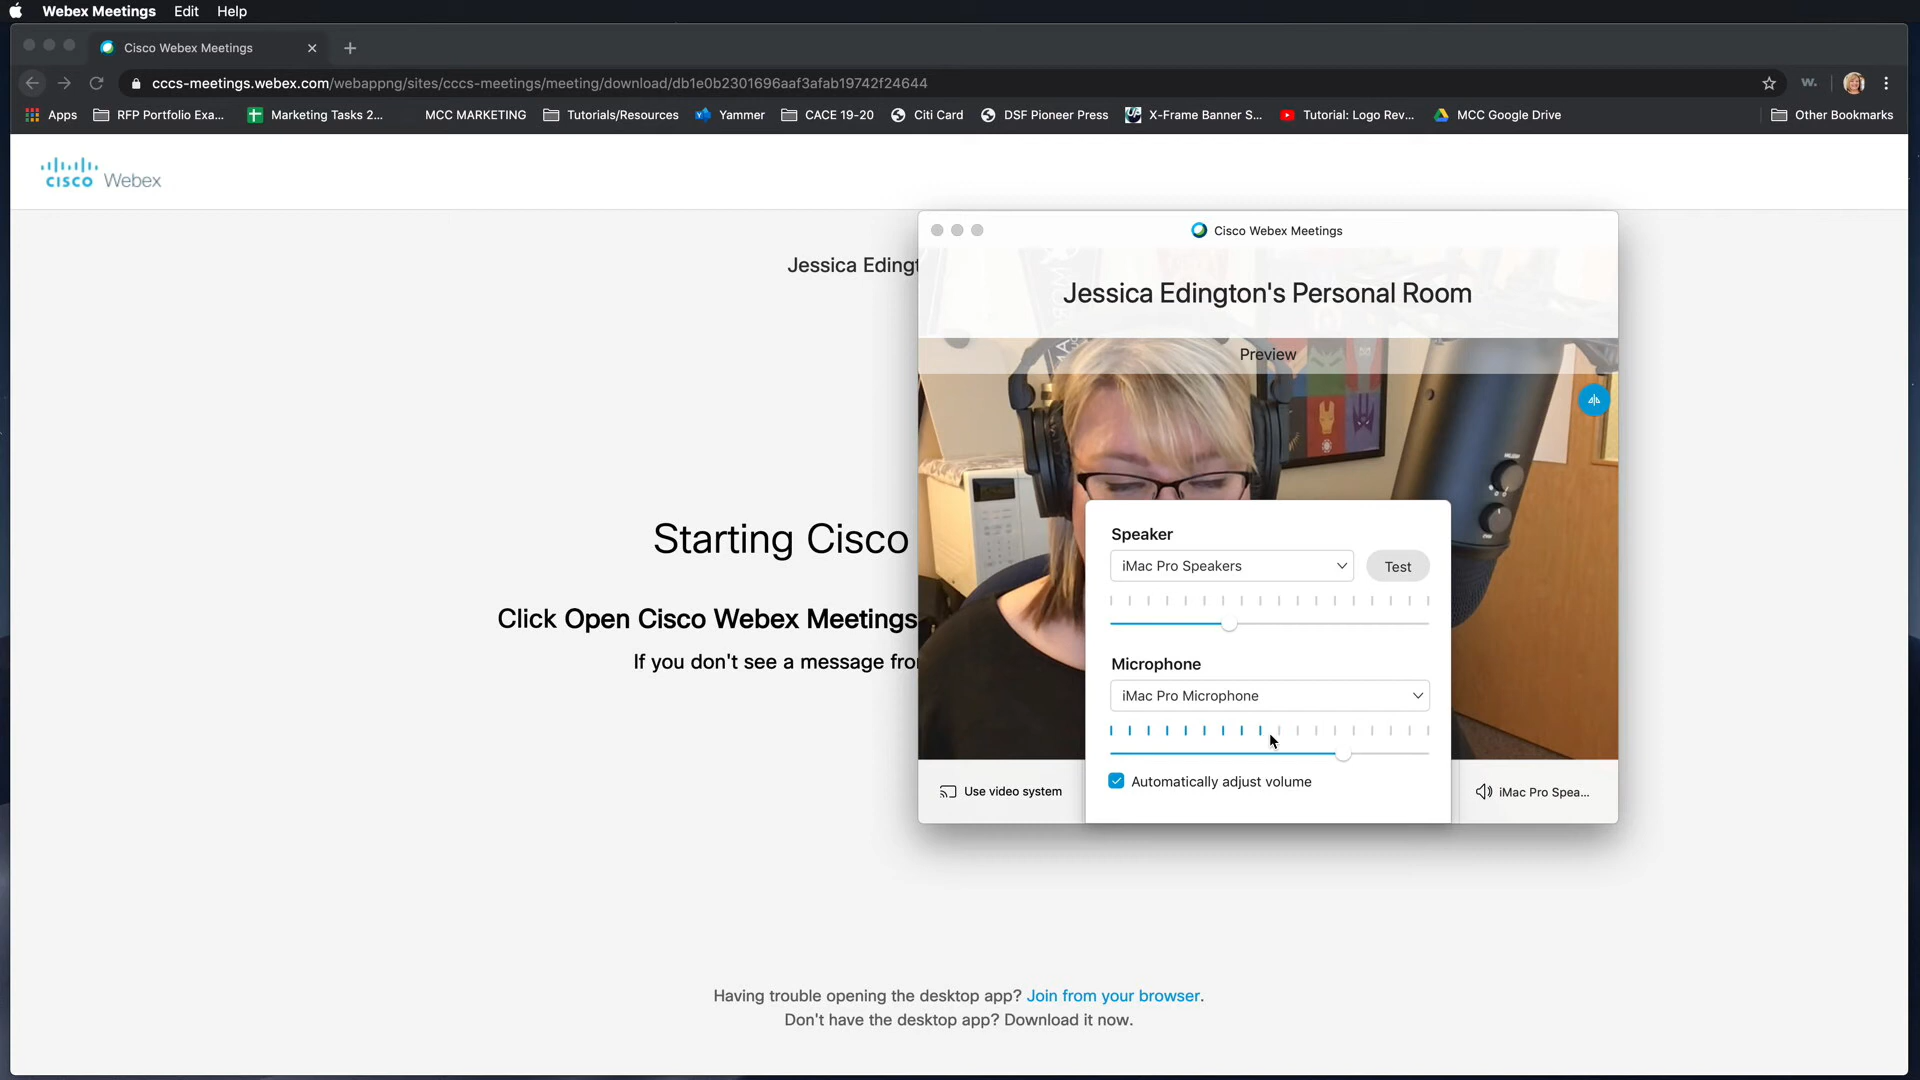 Webex Meetings Edit Help
Cisco Webex Meetings
cccs-meetings.webex.com/webappng/sites/cccs-meetings/meeting/download/db1e0b2301696aaf3afab19742f24644
W.
Apps RFP Portfolio Exa... Marketing Tasks 2... MCC MARKETING Tutorials/Resources Yammer CACE 19-20 Citi Card DSF Pioneer Press X-Frame Banner S... Tutorial: Logo Rev... MCC Google Drive Other Bookmarks
CISCO Webex
Cisco Webex Meetings
Jessica Edingt
Jessica Edington's Personal Room
Preview
Starting Cisco
Click Open Cisco Webex Meetings
If you don't see a message fro
Speaker
iMac Pro Speakers Test
Microphone
iMac Pro Microphone
Automatically adjust volume
Use video system
iMac Pro Spea...
Having trouble opening the desktop app? Join from your browser.
Don't have the desktop app? Download it now.